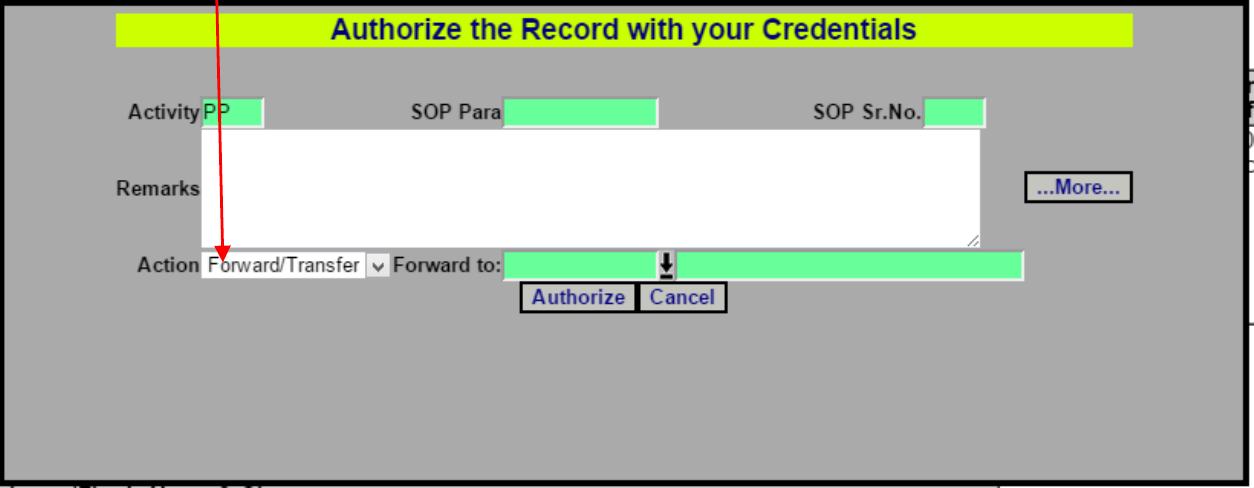 Authorize the Record with your Credentials
Activity PP SOP Para SOP Sr.No.
Remarks ...More...
Action Forward/Transfer Forward to:
Authorize Cancel